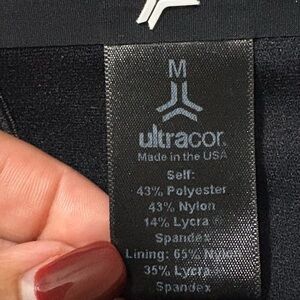 M
ultracor.
Made in the USA
Self:
43% Polyester
43% Nylon
14% Lycra®
Spandex
Lining: 65% Nylon
35% Lycra
Spandex